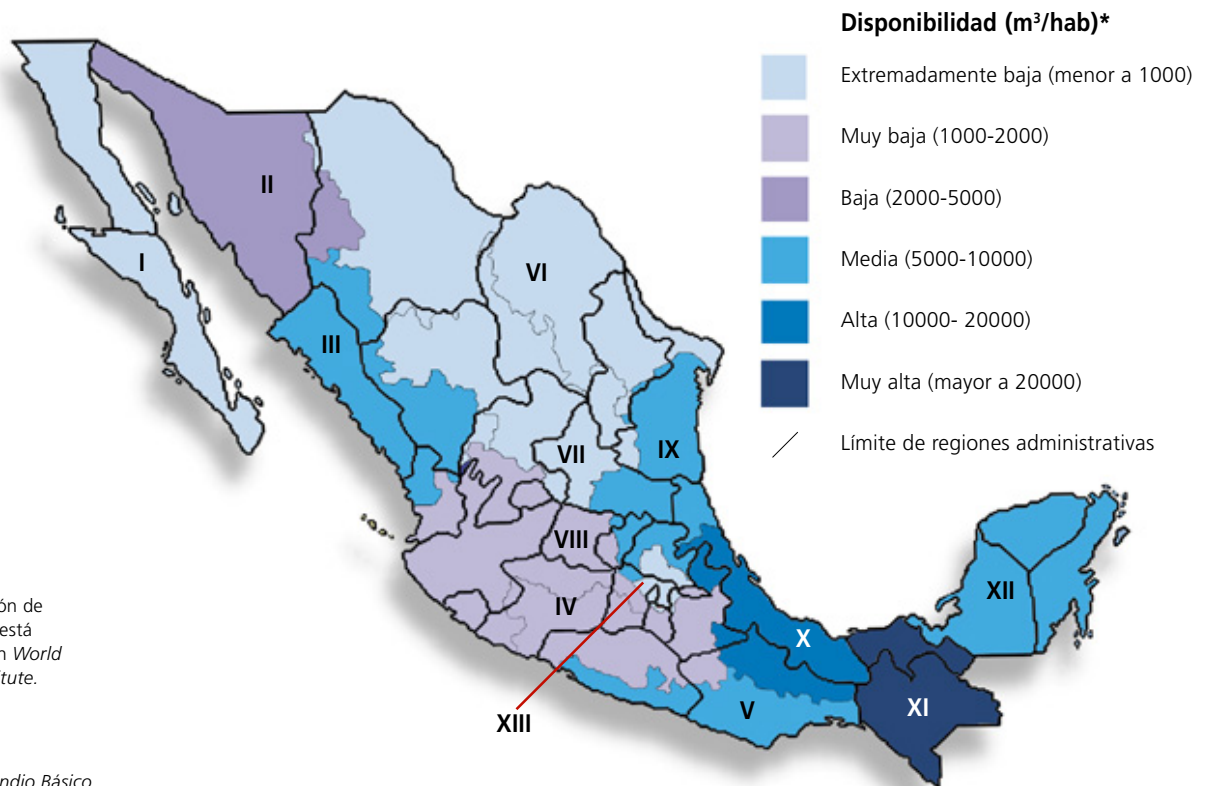 Disponibilidad (m³/hab)*
Extremadamente baja (menor a 1000)
Muy baja (1000-2000)
Baja (2000-5000)
Media (5000-10000)
Alta (10000- 20000)
Muy alta (mayor a 20000)
Límite de regiones administrativas
II
I
VI
III
VII
IX
VIII
IV
XII
X
V
XI
XIII
ón de
está
n World
tute.
ndio Básico